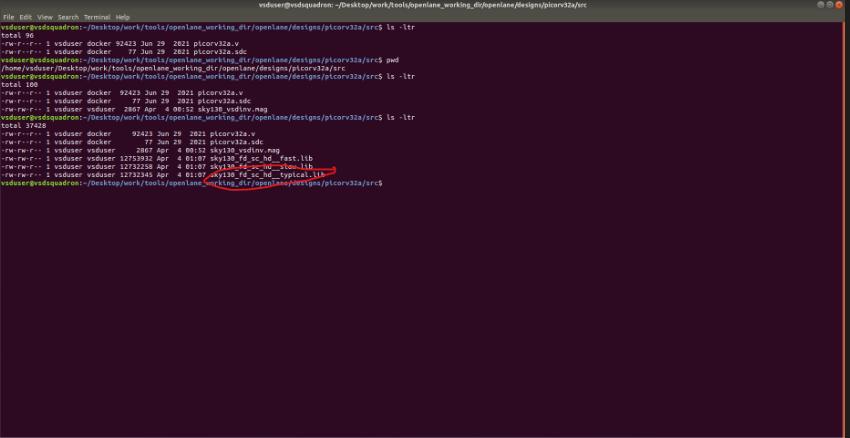 vsduser@vsdsquadron: ~/Desktop/work/tools/openlane_working_dir/openlane/designs/picorv32a/src
File Edit View Search Terminal Help
vsduser@vsdsquadron:~/Desktop/work/tools/openlane_working_dir/openlane/designs/picorv32a/src$ ls -ltr
total 96
-rw-r--r-- 1 vsduser docker 92423 Jun 29  2021 picorv32a.v
-rw-r--r-- 1 vsduser docker    77 Jun 29  2021 picorv32a.sdc
vsduser@vsdsquadron:~/Desktop/work/tools/openlane_working_dir/openlane/designs/picorv32a/src$ pwd
/home/vsduser/Desktop/work/tools/openlane_working_dir/openlane/designs/picorv32a/src
vsduser@vsdsquadron:~/Desktop/work/tools/openlane_working_dir/openlane/designs/picorv32a/src$ ls -ltr
total 100
-rw-r--r-- 1 vsduser docker  92423 Jun 29  2021 picorv32a.v
-rw-r--r-- 1 vsduser docker     77 Jun 29  2021 picorv32a.sdc
-rw-rw-r-- 1 vsduser vsduser  2867 Apr  4 00:52 sky130_vsdinv.mag
vsduser@vsdsquadron:~/Desktop/work/tools/openlane_working_dir/openlane/designs/picorv32a/src$ ls -ltr
total 37428
-rw-r--r-- 1 vsduser docker     92423 Jun 29  2021 picorv32a.v
-rw-r--r-- 1 vsduser docker        77 Jun 29  2021 picorv32a.sdc
-rw-rw-r-- 1 vsduser vsduser     2867 Apr  4 00:52 sky130_vsdinv.mag
-rw-rw-r-- 1 vsduser vsduser 12753932 Apr  4 01:07 sky130_fd_sc_hd__fast.lib
-rw-rw-r-- 1 vsduser vsduser 12732258 Apr  4 01:07 sky130_fd_sc_hd__slow.lib
-rw-rw-r-- 1 vsduser vsduser 12732345 Apr  4 01:07 sky130_fd_sc_hd__typical.lib
vsduser@vsdsquadron:~/Desktop/work/tools/openlane_working_dir/openlane/designs/picorv32a/src$